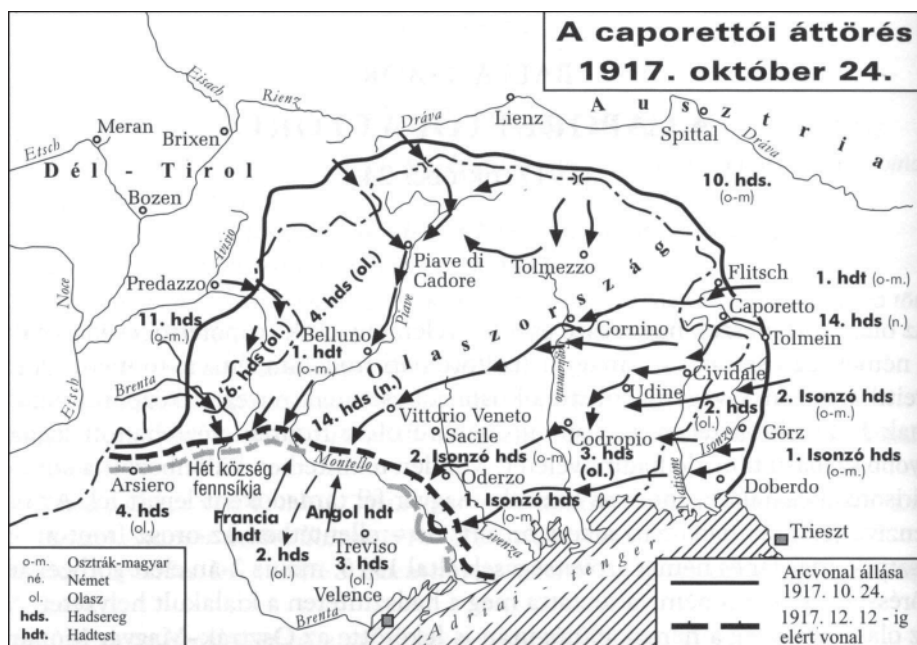 A caporettói áttörés
1917. október 24.
Etsch
Meran
Eisach
Brixen
Rienz
Dráva
Lienz
Ausztria
Spittal
Dráva
Dél-Tirol
Bozen
10. hds.
(o-m)
Noce
Avisio
Predazzo
11. hds
(o-m.)
Etsch
Brenta
4. hds (ol.)
6. hds (ol.)
Piave di
Cadore
Piave
Belluno
1. hdt
(o-m.)
Olaszország
Tolmezzo
Cornino
Flitsch
1. hdt (o-m.)
Caporetto
14. hds (n.)
Tolmein
Cividale
Udine
2. hds
(ol.)
2. Isonzó hds
(o-m.)
Isonzo
Natisone
Görz
1. Isonzó hds
(o-m.)
Doberdo
Trieszt
14. hds (n.)
Vittorio Veneto
Sacile
2. Isonzó hds
(o-m.)
Oderzo
Codropio
3. hds
(ol.)
1. Isonzó hds
(o-m
Livenza
Arsiero
Hét község
fennsíkja
Montello
4. hds
(ol.)
Francia
hdt
Angol hdt
2. hds
(ol.)
Treviso
3. hds
(ol.)
Velence
Brenta
Adriai tenger
o-m. Osztrák-magyar
né. Német
ol. Olasz
hds. Hadsereg
hdt. Hadtest
Arcvonal állása
1917. 10. 24.
1917. 12. 12 - ig
elért vonal